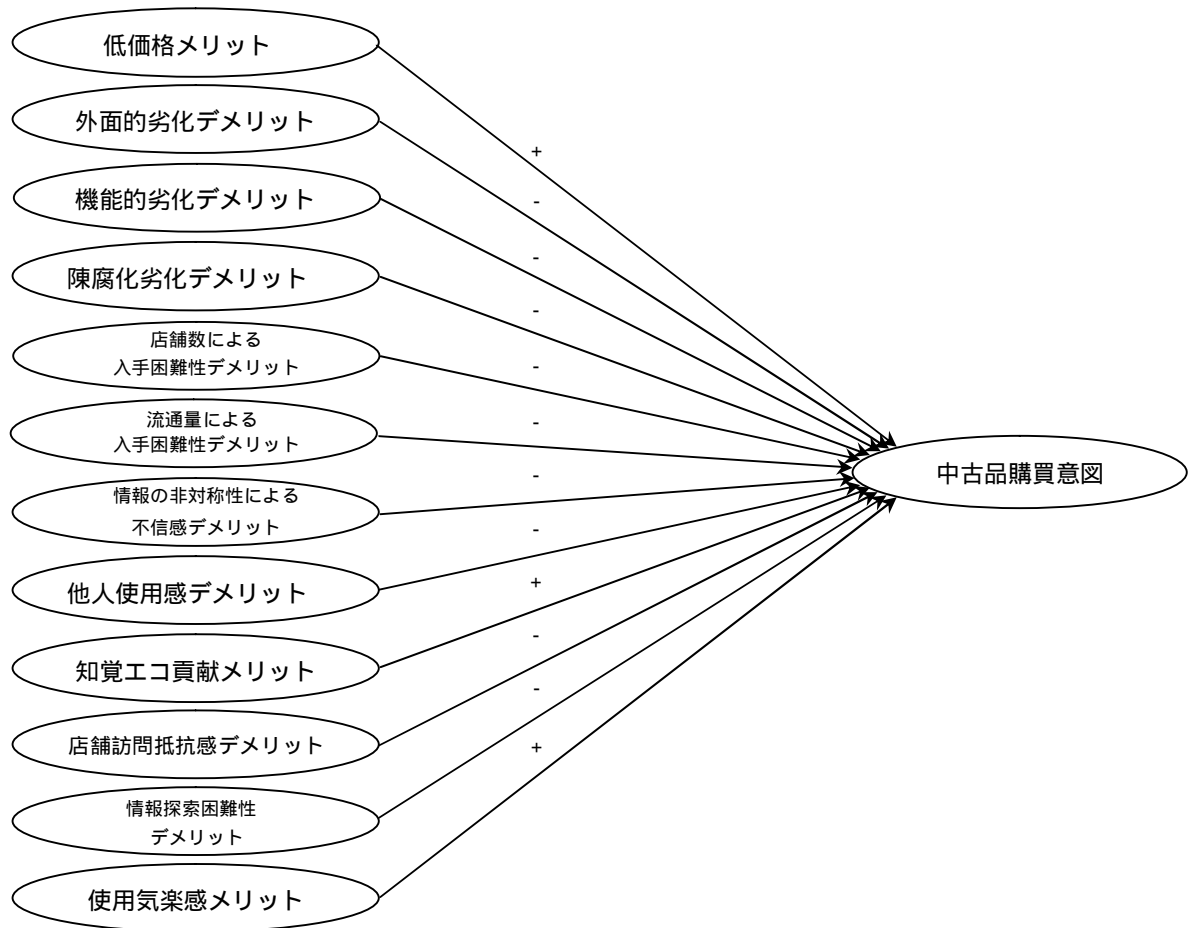 低価格メリット
外面的劣化デメリット
+
-
機能的劣化デメリット
-
陳腐化劣化デメリット
-
店舗数による
入手困難性デメリット
-
流通量による
入手困難性デメリット
-
中古品購買意図
情報の非対称性による
不信感デメリット
-
-
他人使用感デメリット
+
知覚エコ貢献メリット
-
店舗訪問抵抗感デメリット
-
情報探索困難性
デメリット
+
使用気楽感メリット